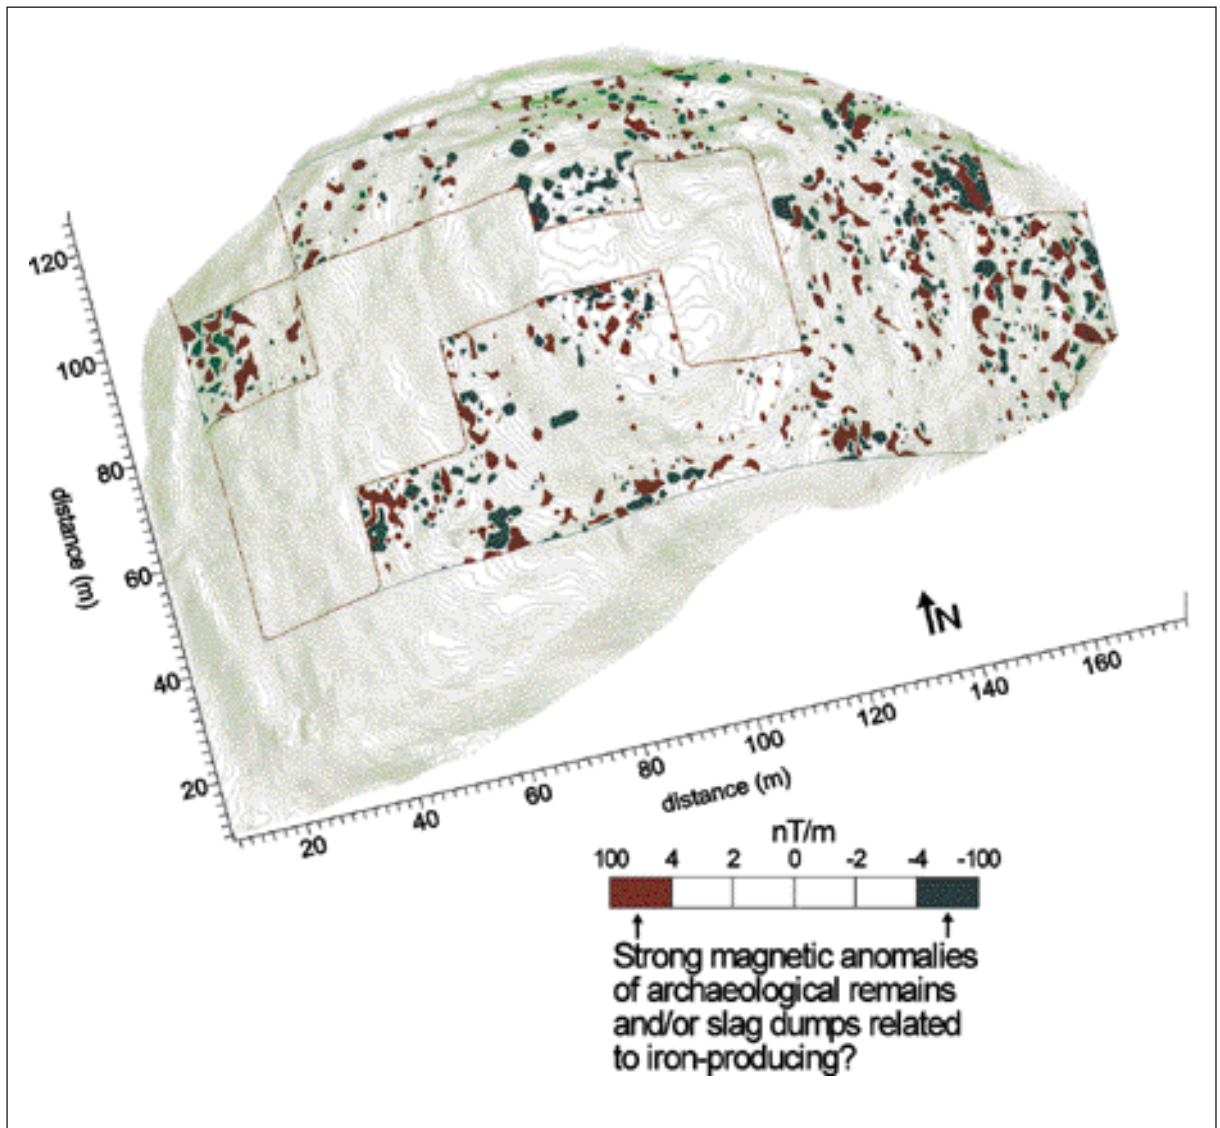 120
100
80
60
40
20
distance (m)
N
20
40
60
80
100
120
140
160
distance (m)
nT/m
100 4 2 0 -2 -4 -100
Strong magnetic anomalies
of archaeological remains
and/or slag dumps related
to iron-producing?